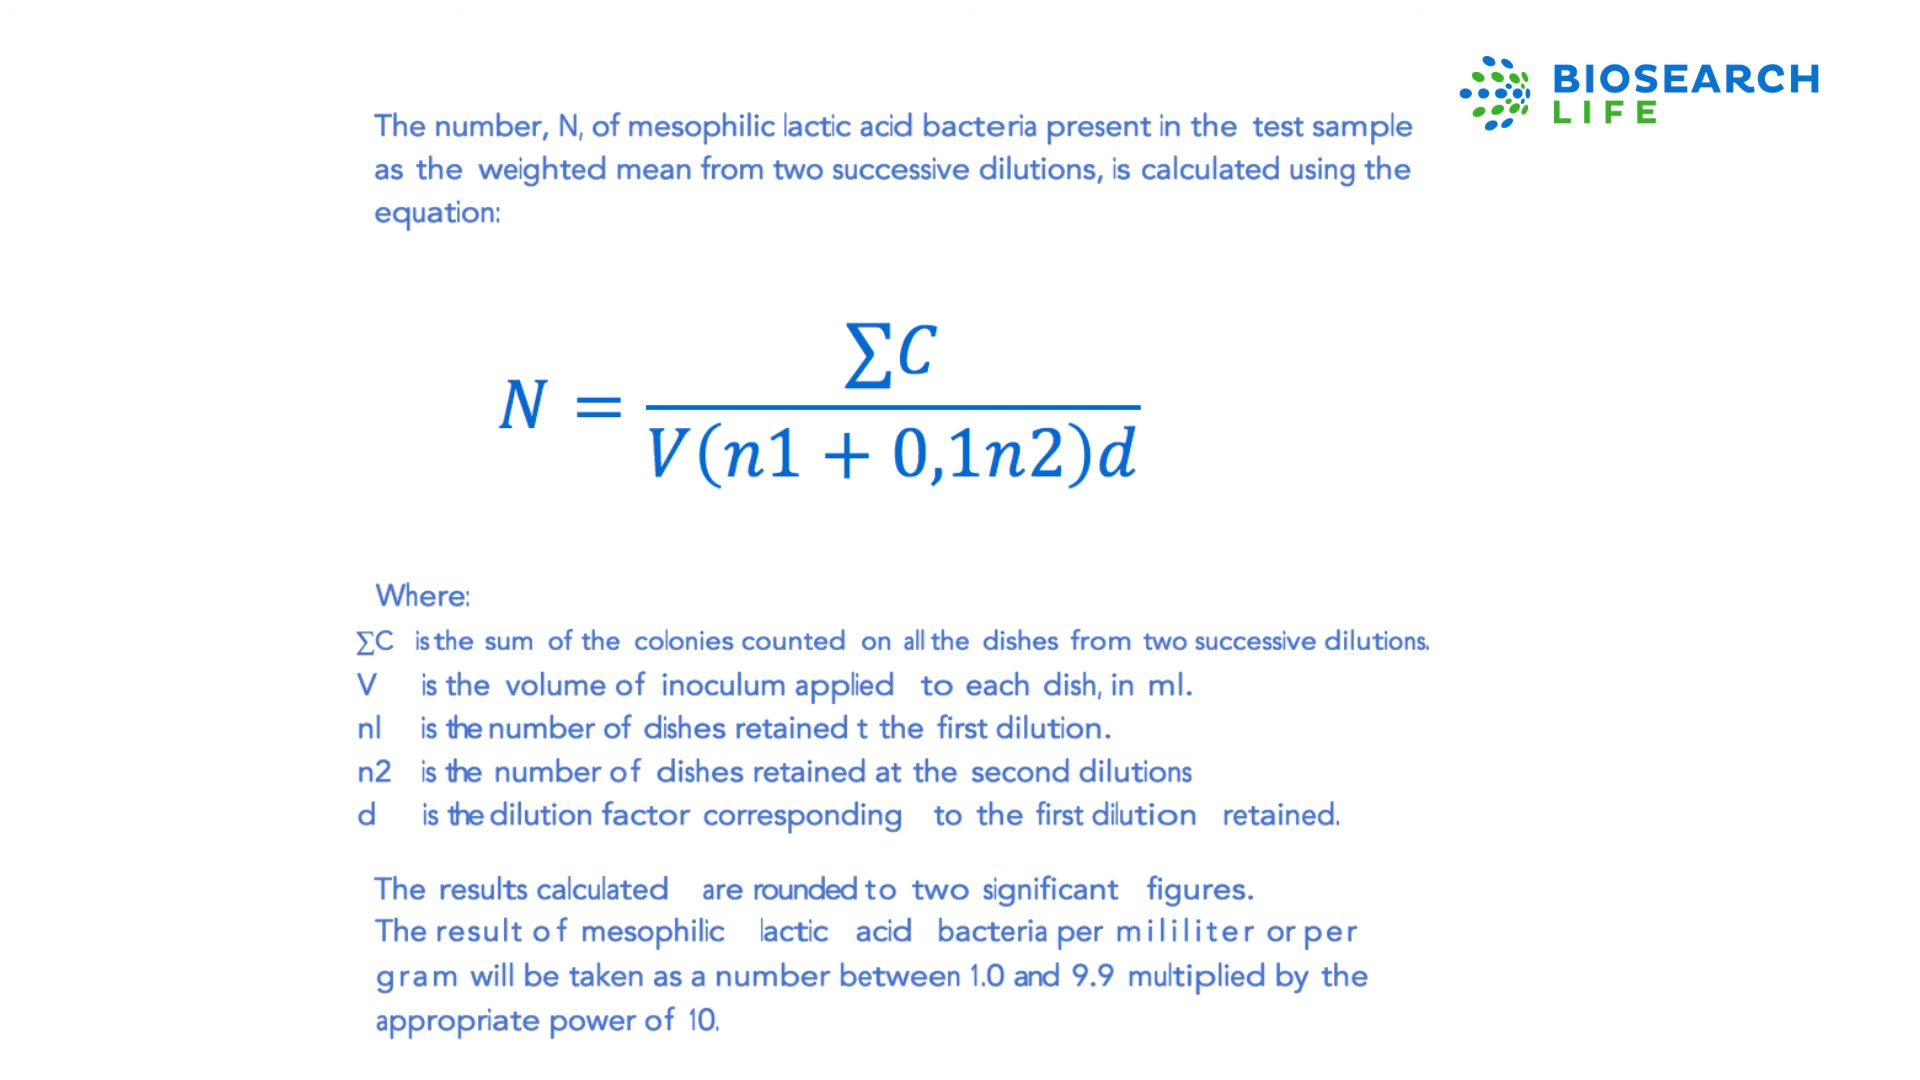 BIOSEARCH
LIFE
The number, N, of mesophilic lactic acid bacteria present in the test sample
as the weighted mean from two successive dilutions, is calculated using the
equation:
N = ∑C / V(n1 + 0,1n2)d
Where:
∑C is the sum of the colonies counted on all the dishes from two successive dilutions.
V is the volume of inoculum applied to each dish, in ml.
nl is the number of dishes retained t the first dilution.
n2 is the number of dishes retained at the second dilutions
d is the dilution factor corresponding to the first dilution retained.
The results calculated are rounded to two significant figures.
The result of mesophilic lactic acid bacteria per mililiter or per
gram will be taken as a number between 1.0 and 9.9 multiplied by the
appropriate power of 10.